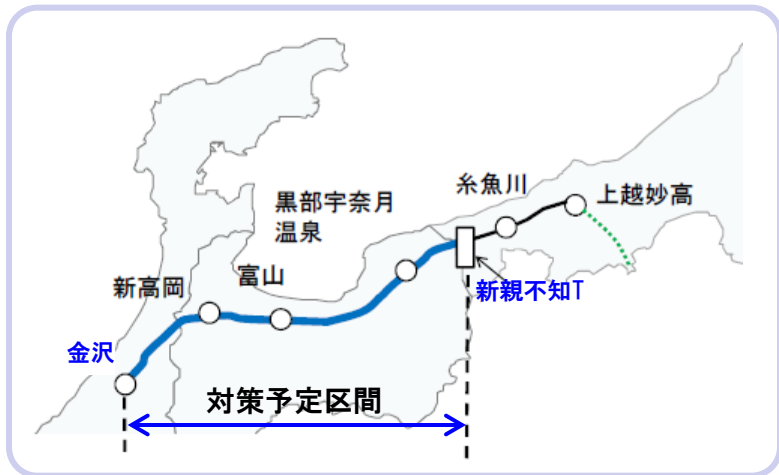 糸魚川
上越妙高
黒部宇奈月
温泉
富山
新高岡
新親不知T
金沢
対策予定区間